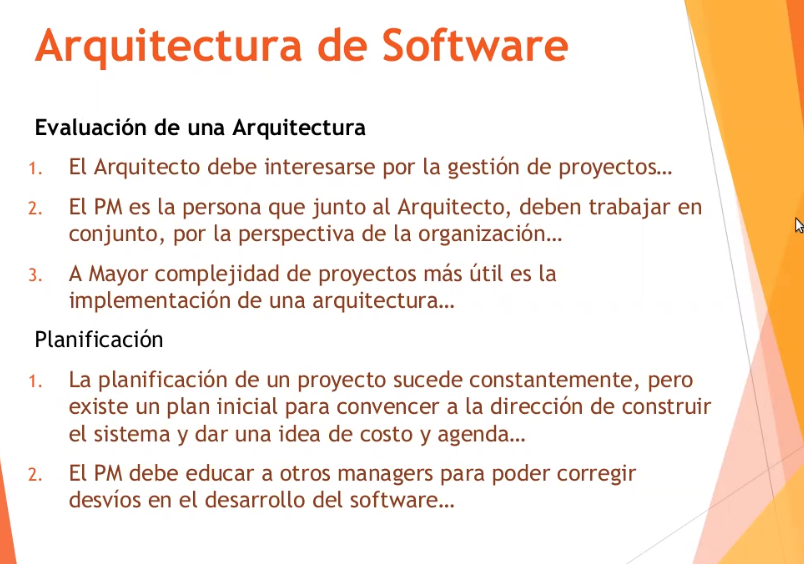 Arquitectura de Software
Evaluación de una Arquitectura
1. El Arquitecto debe interesarse por la gestión de proyectos...
2. El PM es la persona que junto al Arquitecto, deben trabajar en
conjunto, por la perspectiva de la organización...
3. A Mayor complejidad de proyectos más útil es la
implementación de una arquitectura...
Planificación
1. La planificación de un proyecto sucede constantemente, pero
existe un plan inicial para convencer a la dirección de construir
el sistema y dar una idea de costo y agenda...
2. El PM debe educar a otros managers para poder corregir
desvíos en el desarrollo del software...